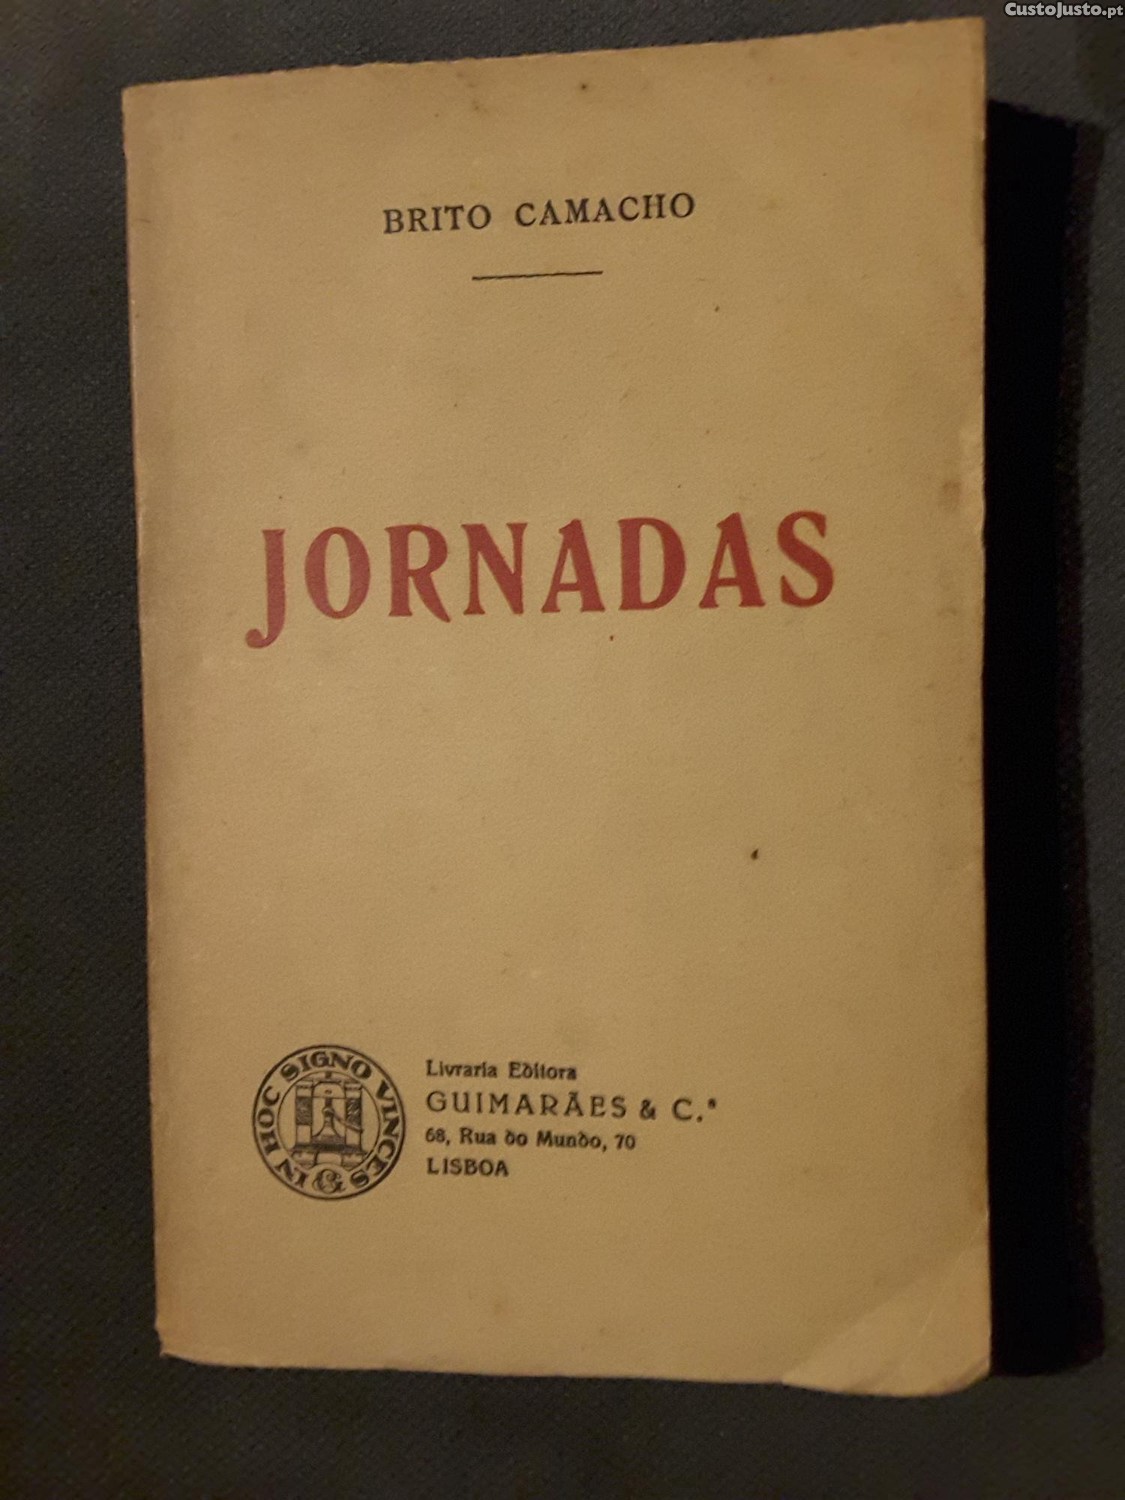 CustoJusto.pt
BRITO CAMACHO
JORNADAS
IN HOC SIGNO VINCES
G
Livraria Editora
GUIMARÃES & C.ª
68, Rua do Mundo, 70
LISBOA